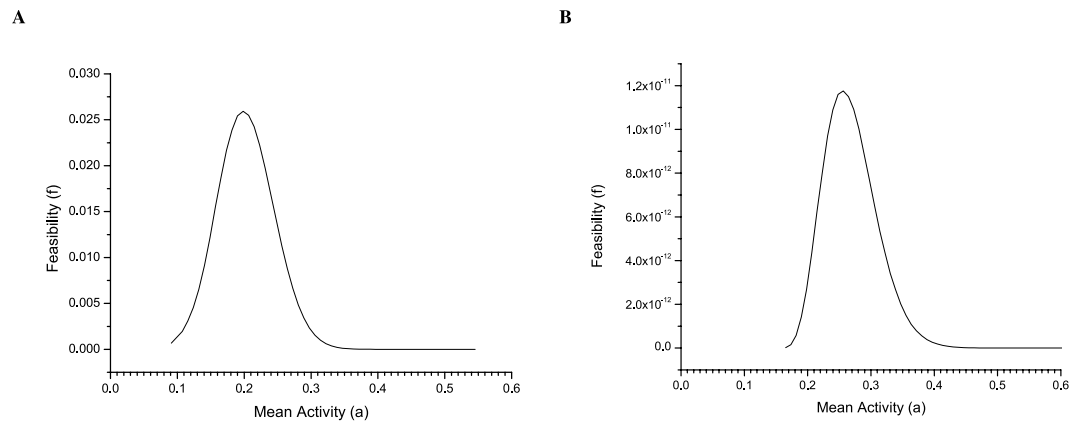 A
B
0.030
0.025
0.020
0.015
0.010
0.005
0.000
Feasibility (f)
0.0 0.1 0.2 0.3 0.4 0.5 0.6
Mean Activity (a)
1.2x10⁻¹¹
1.0x10⁻¹¹
8.0x10⁻¹²
6.0x10⁻¹²
4.0x10⁻¹²
2.0x10⁻¹²
0.0
Feasibility (f)
0.0 0.1 0.2 0.3 0.4 0.5 0.6
Mean Activity (a)